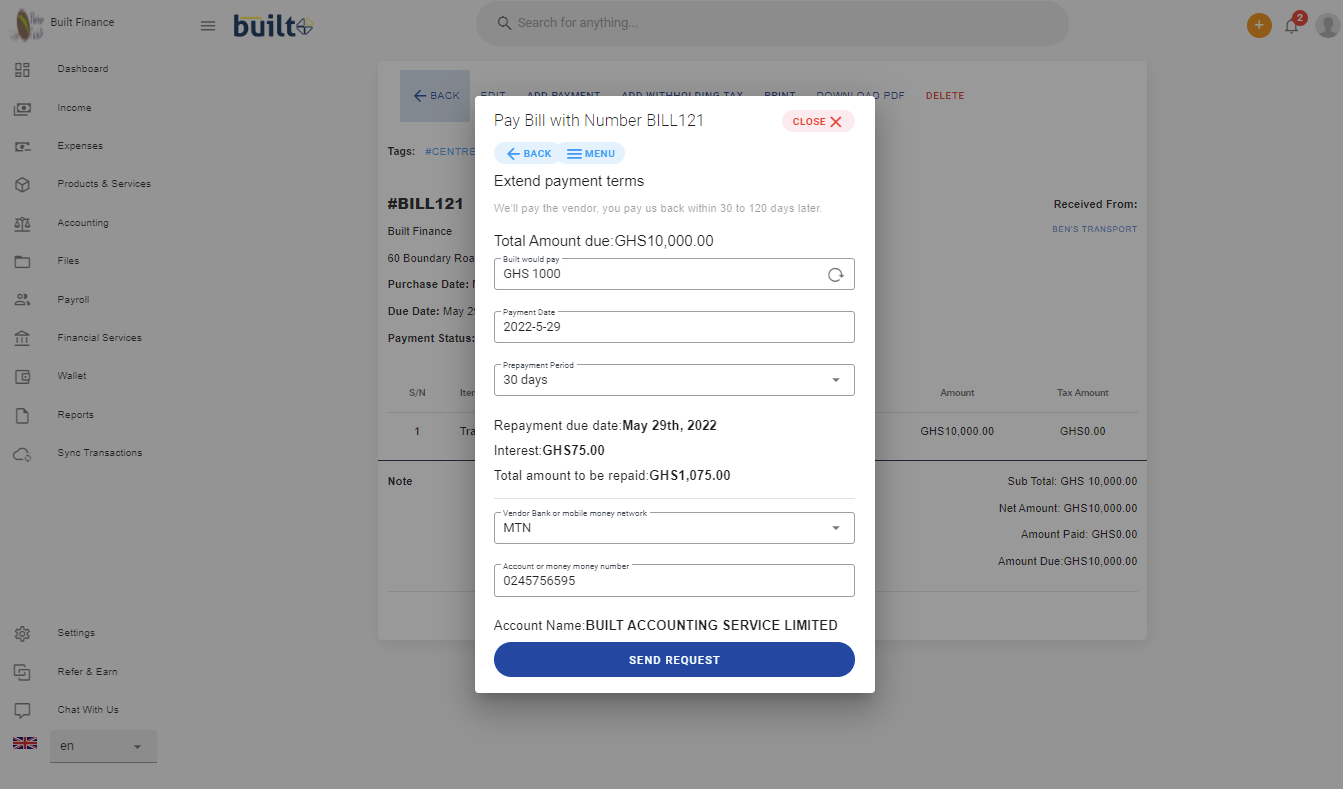 Built Finance
built
Search for anything...
+
2
Dashboard
Income
Expenses
Products & Services
Accounting
Files
Payroll
Financial Services
Wallet
Reports
Sync Transactions
Settings
Refer & Earn
Chat With Us
en
BACK EDIT ADD PAYMENT ADD WITHHOLDING TAX PRINT DOWNLOAD PDF DELETE
Tags: #CENTRE
#BILL121
Built Finance
60 Boundary Roa
Purchase Date:
Due Date: May 29
Payment Status:
Received From:
BEN'S TRANSPORT
S/N Iten Amount Tax Amount
1 Tra GHS10,000.00 GHS0.00
Note
Sub Total: GHS 10,000.00
Net Amount: GHS10,000.00
Amount Paid: GHS0.00
Amount Due:GHS10,000.00
Pay Bill with Number BILL121
CLOSE
BACK MENU
Extend payment terms
We'll pay the vendor, you pay us back within 30 to 120 days later.
Total Amount due:GHS10,000.00
Built would pay
GHS 1000
Payment Date
2022-5-29
Prepayment Period
30 days
Repayment due date:May 29th, 2022
Interest:GHS75.00
Total amount to be repaid:GHS1,075.00
Vendor Bank or mobile money network
MTN
Account or money money number
0245756595
Account Name:BUILT ACCOUNTING SERVICE LIMITED
SEND REQUEST